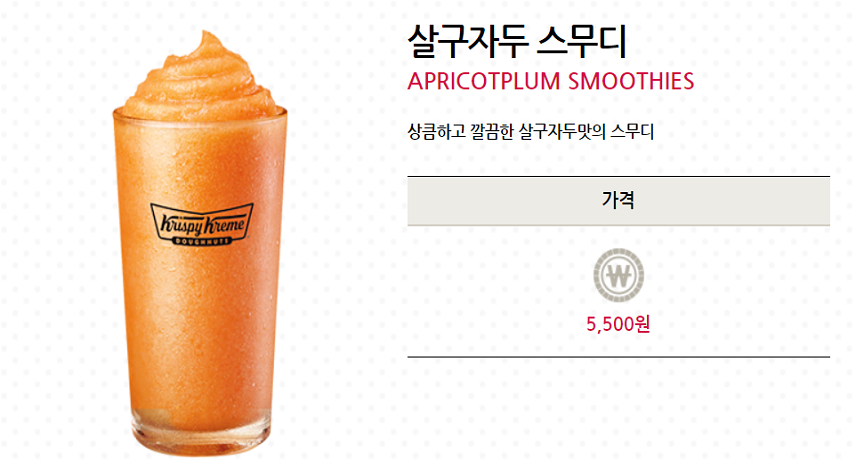 살구자두 스무디
APRICOTPLUM SMOOTHIES
상큼하고 깔끔한 살구자두맛의 스무디
가격
₩
5,500원
Krispy Kreme
DOUGHNUTS